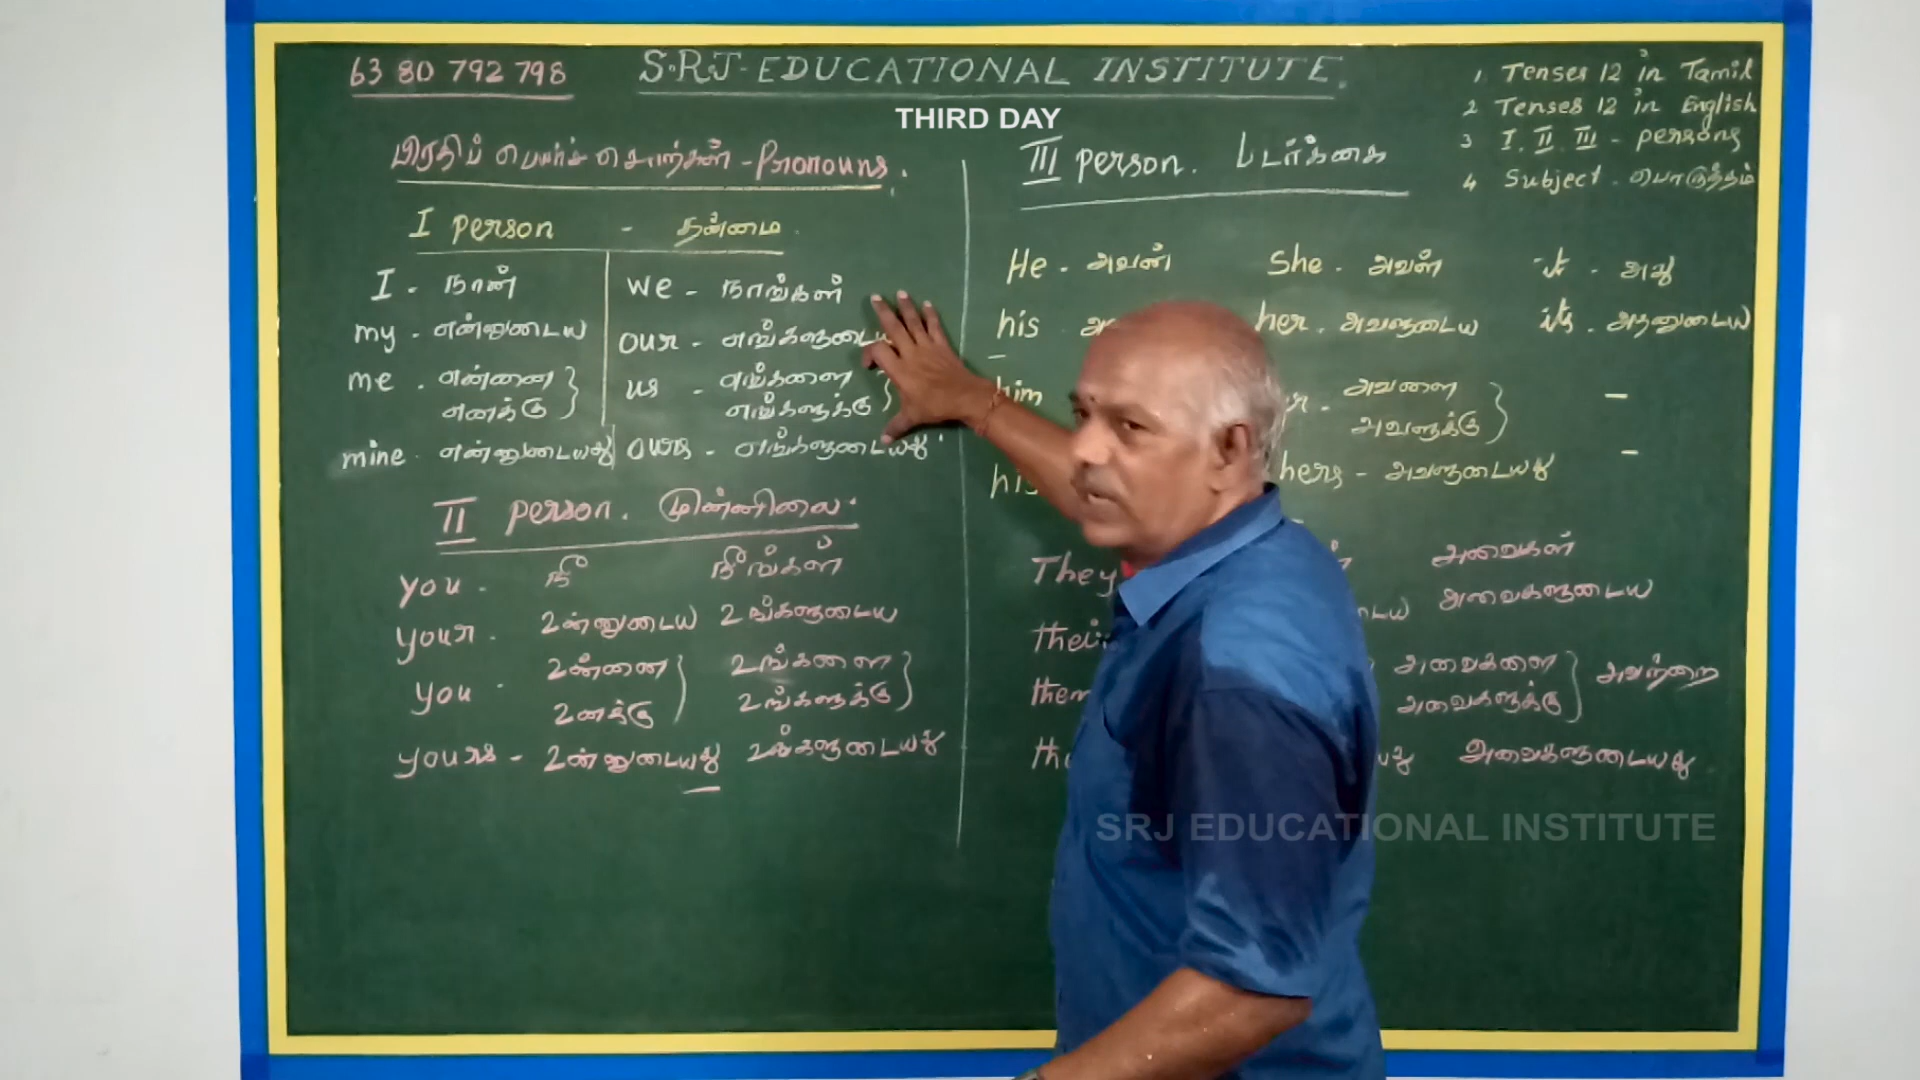 63 80 792 798
S.R.J. EDUCATIONAL INSTITUTE.
THIRD DAY
1 Tenses 12 in Tamil
2 Tenses 12 in English
3 I. II. III - persons
4 Subject - பொருத்தம்
பிரதிப் பெயர்ச் சொற்கள் - Pronouns.
I person - தன்மை.
I - நான்
we - நாங்கள்
my - என்னுடைய
our - எங்களுடைய
me - என்னை
எனக்கு
us - எங்களை
எங்களுக்கு
mine - என்னுடையது
ours - எங்களுடையது
II person. முன்னிலை.
you - நீ நீங்கள்
your - உன்னுடைய உங்களுடைய
you - உன்னை உங்களை
உனக்கு உங்களுக்கு
yours - உன்னுடையது உங்களுடையது
III person. படர்க்கை
He - அவன் She - அவள் it - அது
his her - அவளுடைய its - அதனுடைய
him அவளை -
அவளுக்கு
hers - அவளுடையது -
They அவைகள்
அவைகளுடைய
அவைகளை அவற்றை
அவைகளுக்கு
அவைகளுடையது
SRJ EDUCATIONAL INSTITUTE